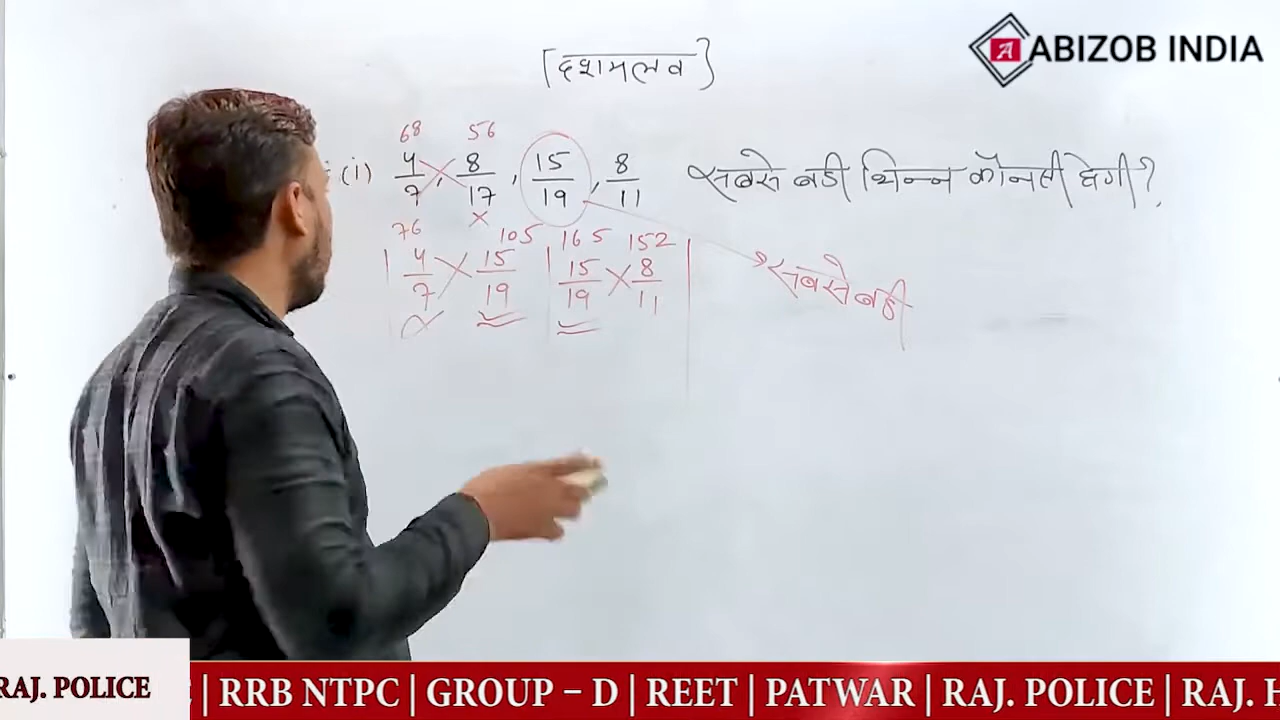 ABIZOB INDIA
[दशमलव}
68 56
(i) 4/7, 8/17, 15/19, 8/11 सबसे बडी भिन्न कौनसी होगी?
76 × 105 165 152
4/7 × 15/19 | 15/19 × 8/11 | सबसे बडी
RAJ. POLICE | RRB NTPC | GROUP – D | REET | PATWAR | RAJ. POLICE | RAJ. H